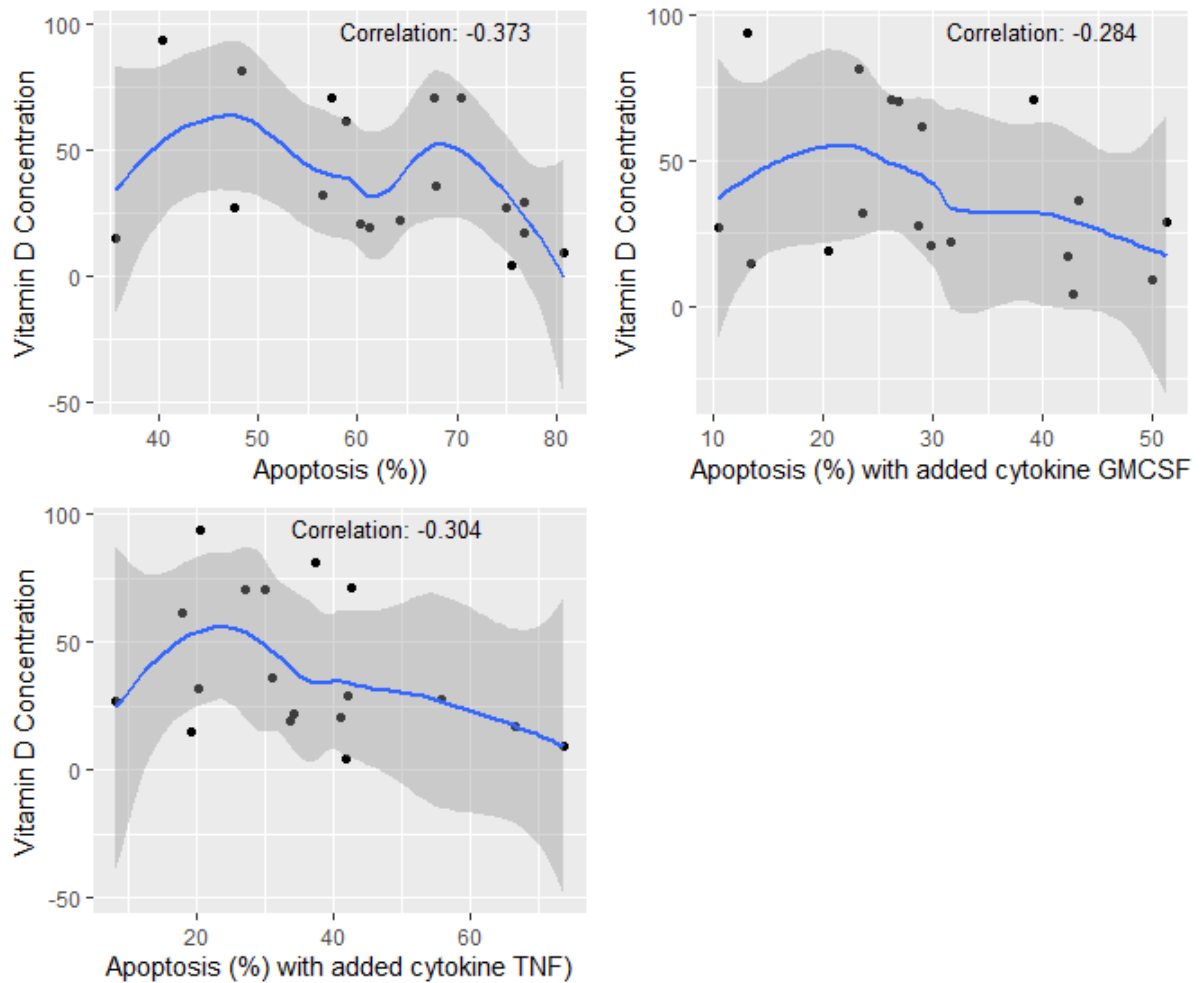 Correlation: -0.373
100
50
0
-50
Vitamin D Concentration
40 50 60 70 80
Apoptosis (%))
Correlation: -0.284
100
50
0
Vitamin D Concentration
10 20 30 40 50
Apoptosis (%) with added cytokine GMCSF
Correlation: -0.304
100
50
0
-50
Vitamin D Concentration
20 40 60
Apoptosis (%) with added cytokine TNF)